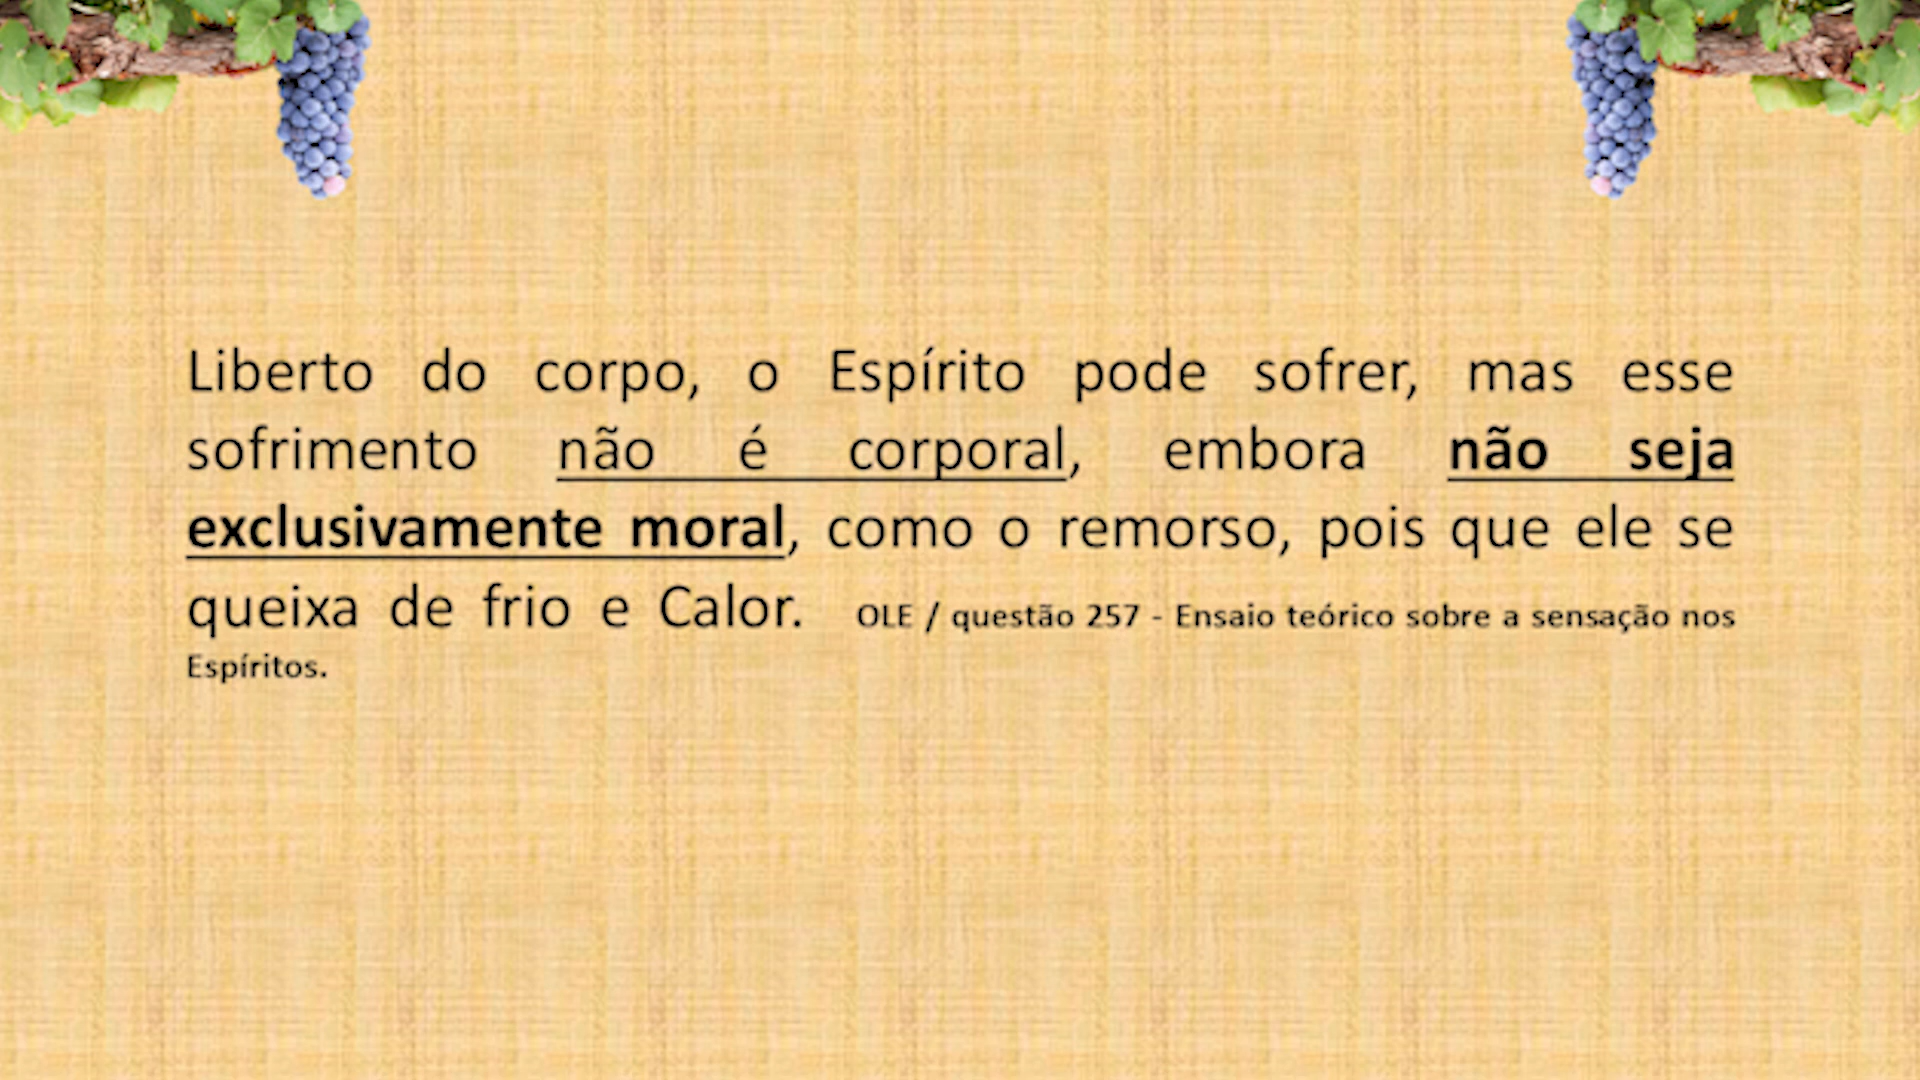 Liberto do corpo, o Espírito pode sofrer, mas esse
sofrimento não é corporal, embora não seja
exclusivamente moral, como o remorso, pois que ele se
queixa de frio e Calor. OLE / questão 257 - Ensaio teórico sobre a sensação nos
Espíritos.